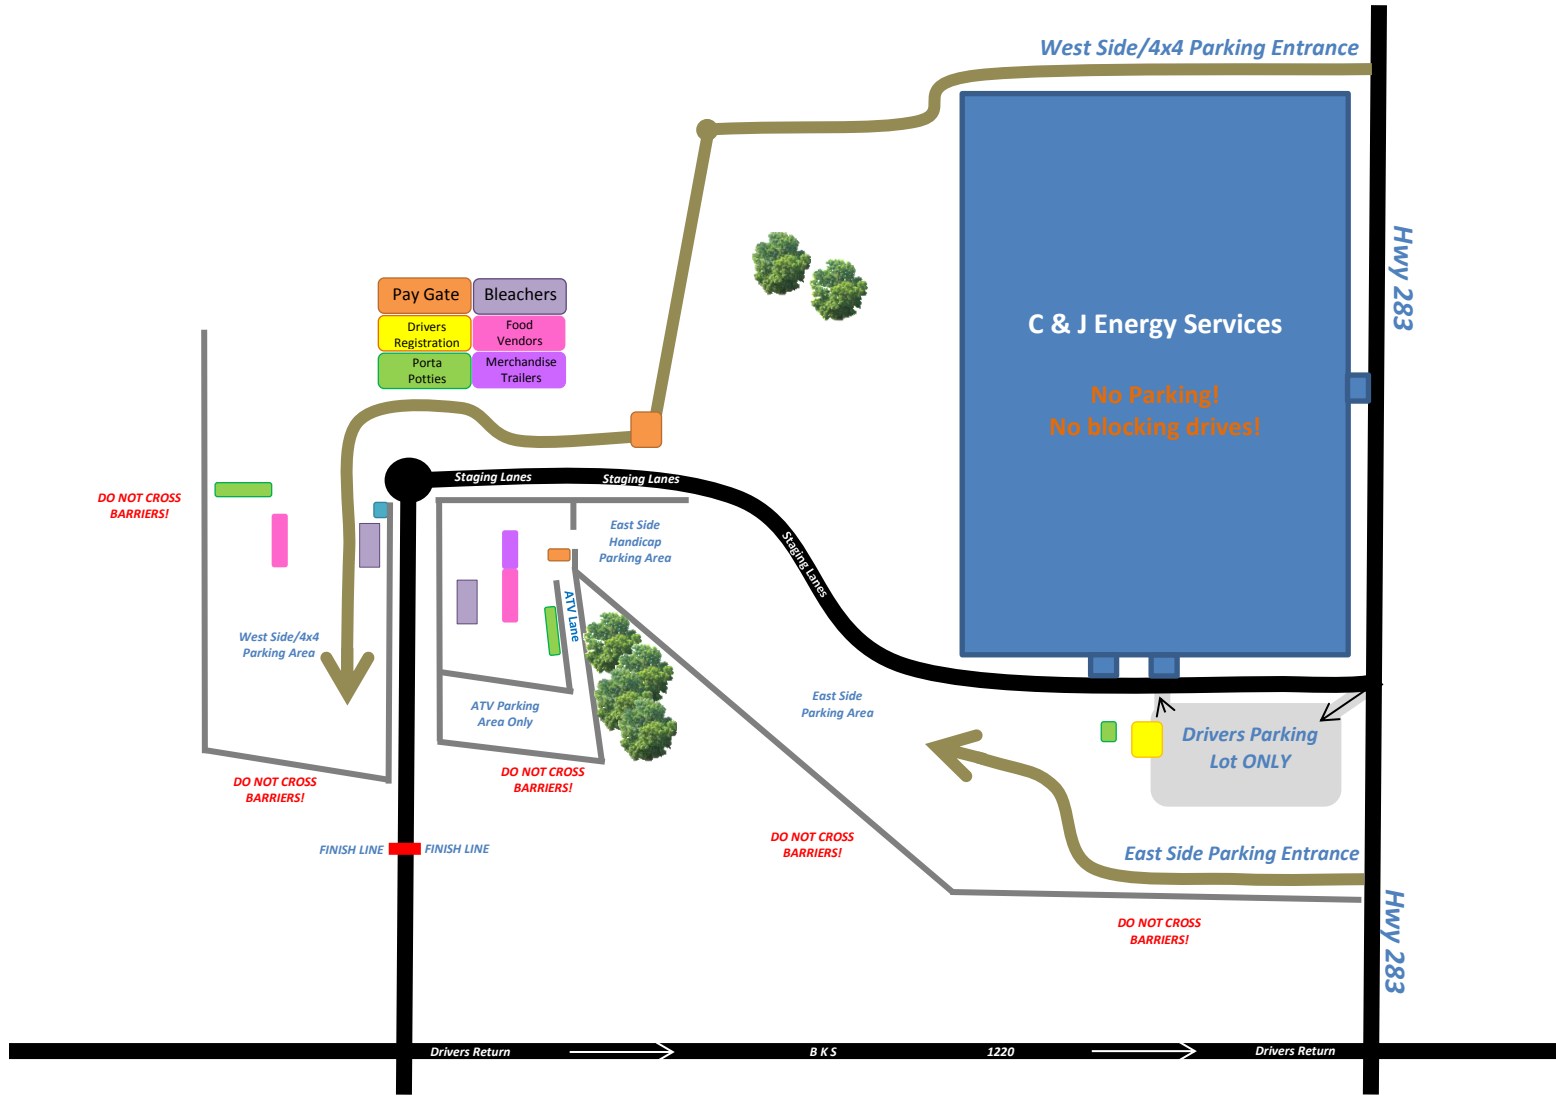 West Side/4x4 Parking Entrance
Hwy 283
C & J Energy Services
No Parking!
No blocking drives!
Pay Gate
Bleachers
Drivers
Registration
Food
Vendors
Porta
Potties
Merchandise
Trailers
Staging Lanes
Staging Lanes
Staging Lanes
DO NOT CROSS
BARRIERS!
East Side
Handicap
Parking Area
ATV Lane
West Side/4x4
Parking Area
ATV Parking
Area Only
East Side
Parking Area
Drivers Parking
Lot ONLY
DO NOT CROSS
BARRIERS!
DO NOT CROSS
BARRIERS!
FINISH LINE
FINISH LINE
DO NOT CROSS
BARRIERS!
East Side Parking Entrance
DO NOT CROSS
BARRIERS!
Hwy 283
Drivers Return
B K S
1220
Drivers Return